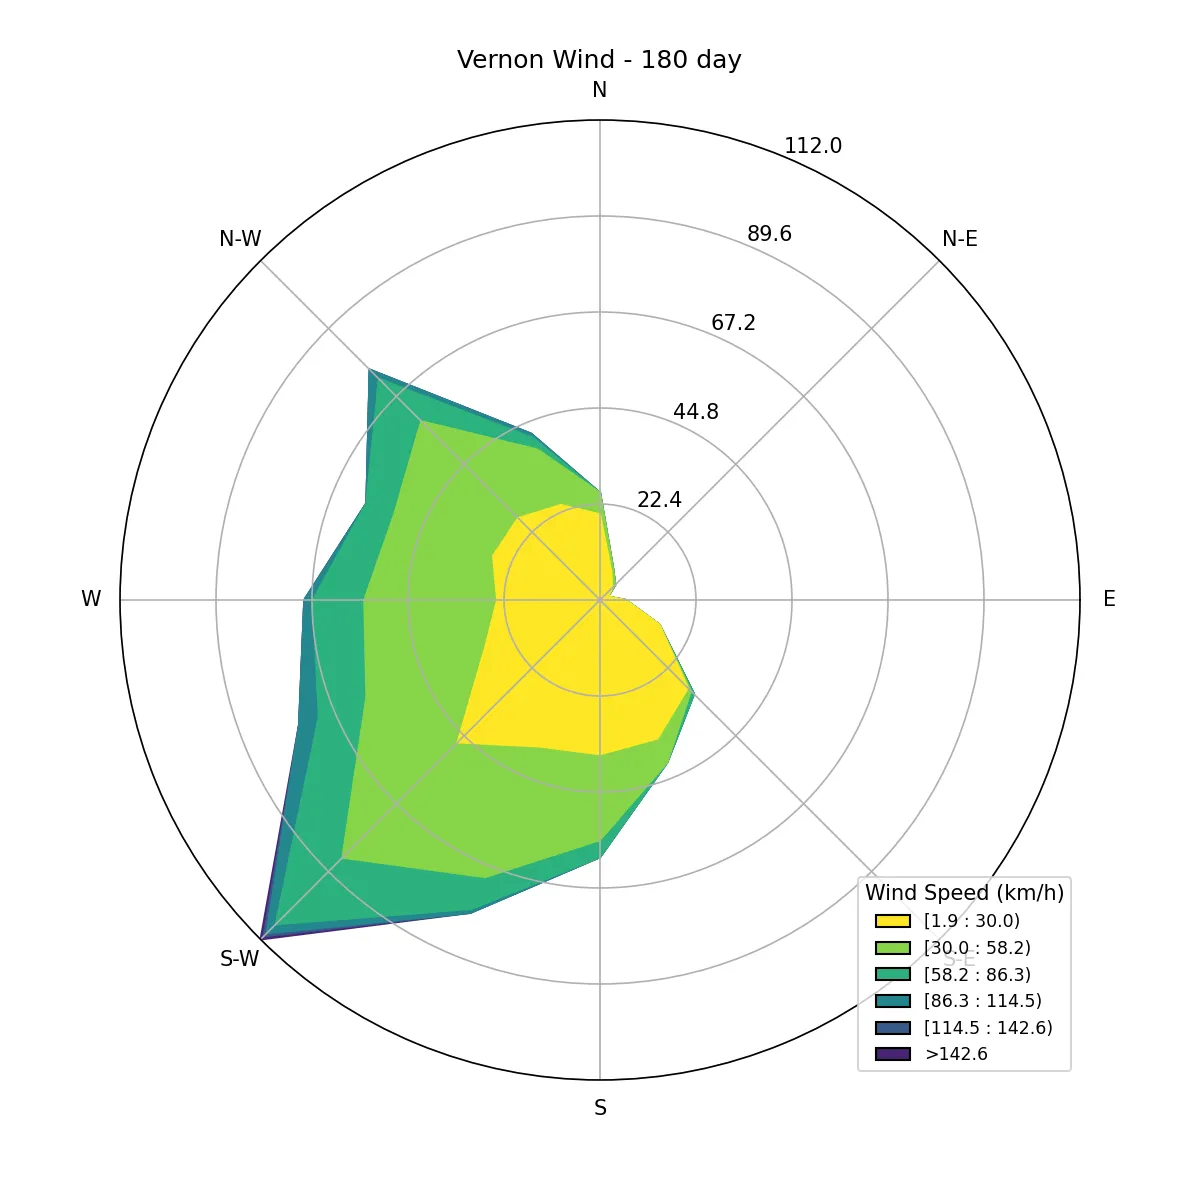 Vernon Wind - 180 day
N
112.0
N-W
89.6
N-E
67.2
44.8
22.4
W
E
S-W
S-E
S
Wind Speed (km/h)
[1.9 : 30.0)
[30.0 : 58.2)
[58.2 : 86.3)
[86.3 : 114.5)
[114.5 : 142.6)
>142.6